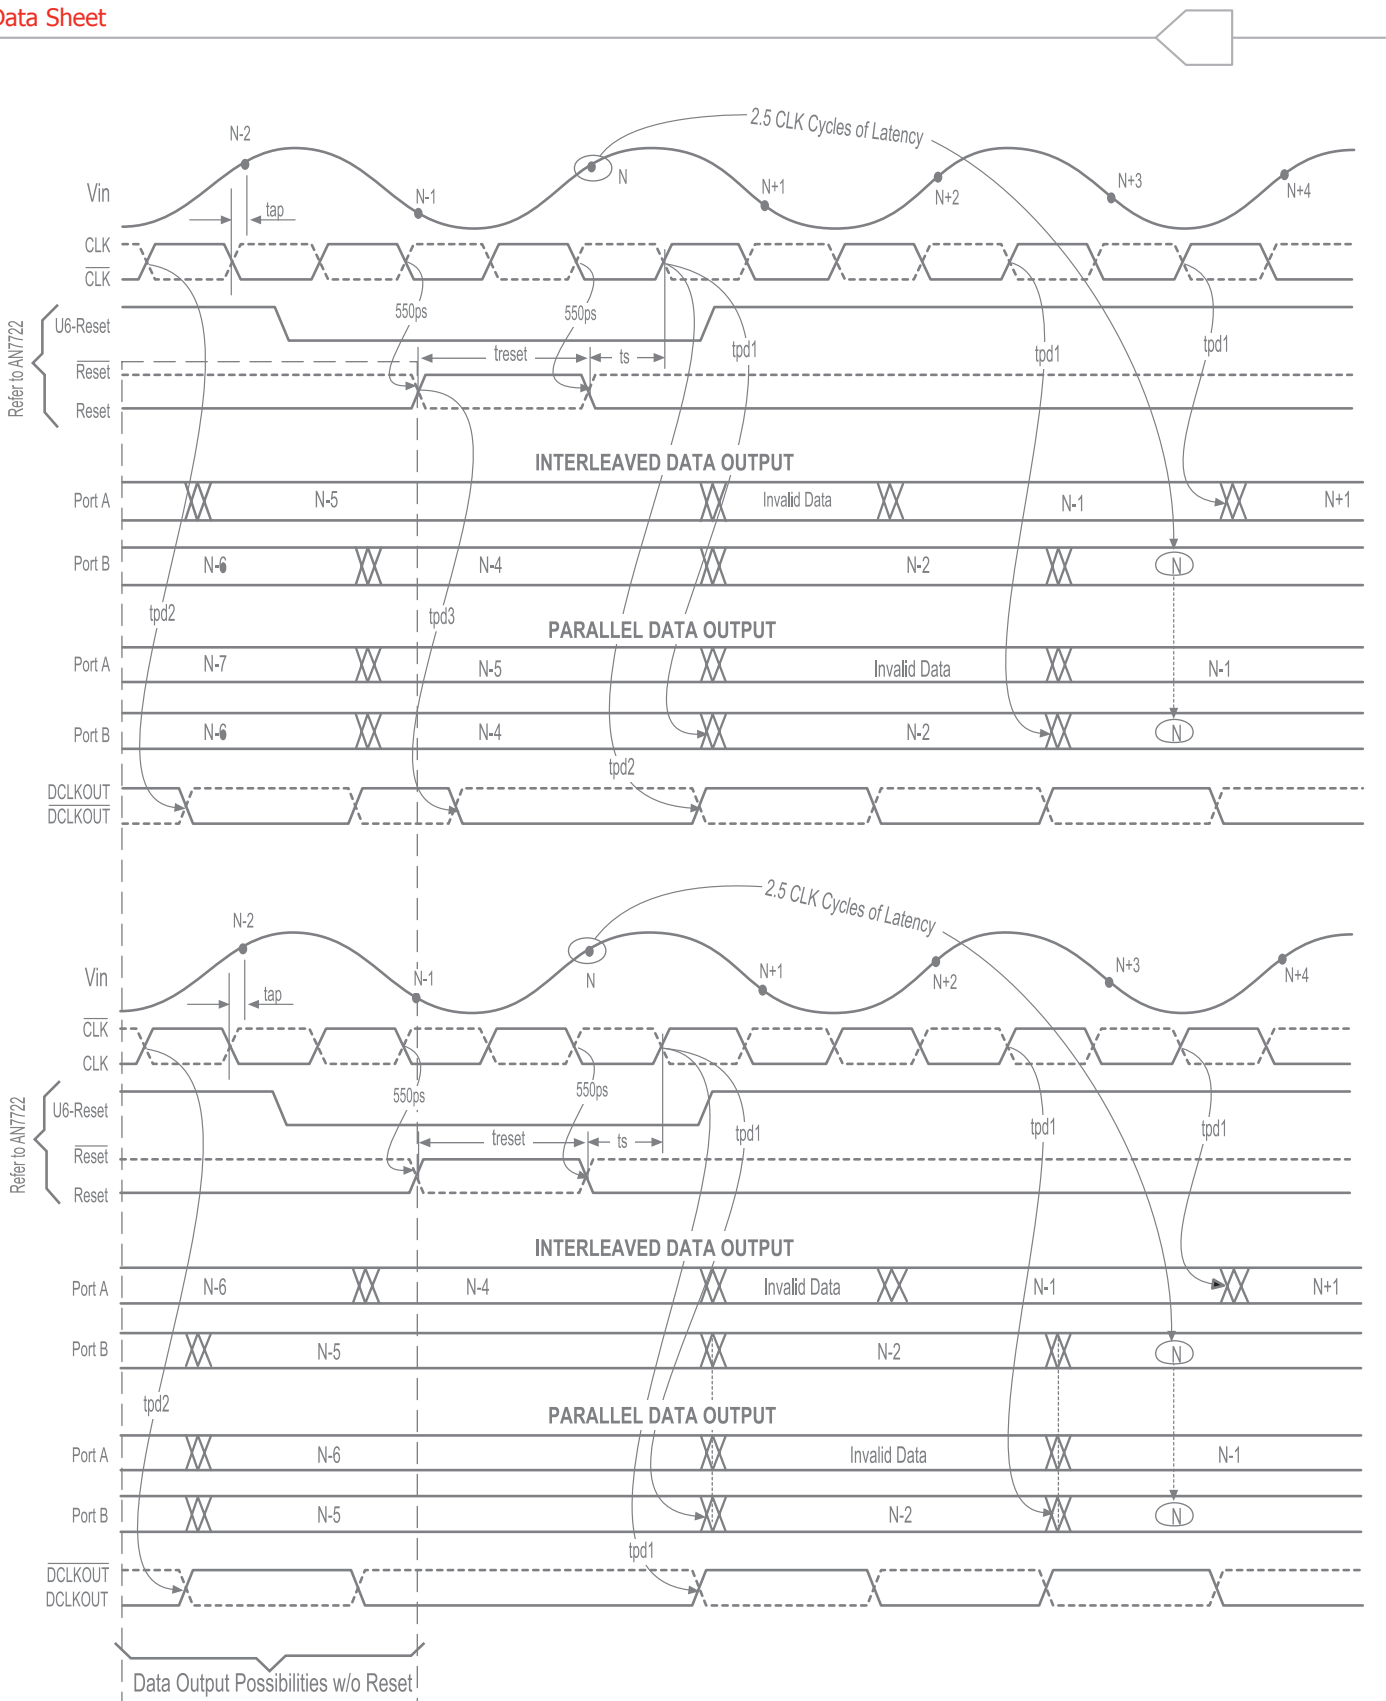 Data Sheet
2.5 CLK Cycles of Latency
N-2
N
N-1
N+1
N+2
N+3
N+4
Vin
tap
CLK
CLK
550ps
550ps
U6-Reset
Refer to AN7722
treset
ts
tpd1
tpd1
tpd1
Reset
Reset
INTERLEAVED DATA OUTPUT
Port A
N-5
Invalid Data
N-1
N+1
Port B
N-6
N-4
N-2
N
tpd2
tpd3
PARALLEL DATA OUTPUT
Port A
N-7
N-5
Invalid Data
N-1
Port B
N-6
N-4
N-2
N
tpd2
DCLKOUT
DCLKOUT
2.5 CLK Cycles of Latency
N-2
N
N-1
N+1
N+2
N+3
N+4
Vin
tap
CLK
CLK
550ps
550ps
U6-Reset
Refer to AN7722
treset
ts
tpd1
tpd1
tpd1
Reset
Reset
INTERLEAVED DATA OUTPUT
Port A
N-6
N-4
Invalid Data
N-1
N+1
Port B
N-5
N-2
N
tpd2
PARALLEL DATA OUTPUT
Port A
N-6
Invalid Data
N-1
Port B
N-5
N-2
N
tpd1
DCLKOUT
DCLKOUT
Data Output Possibilities w/o Reset